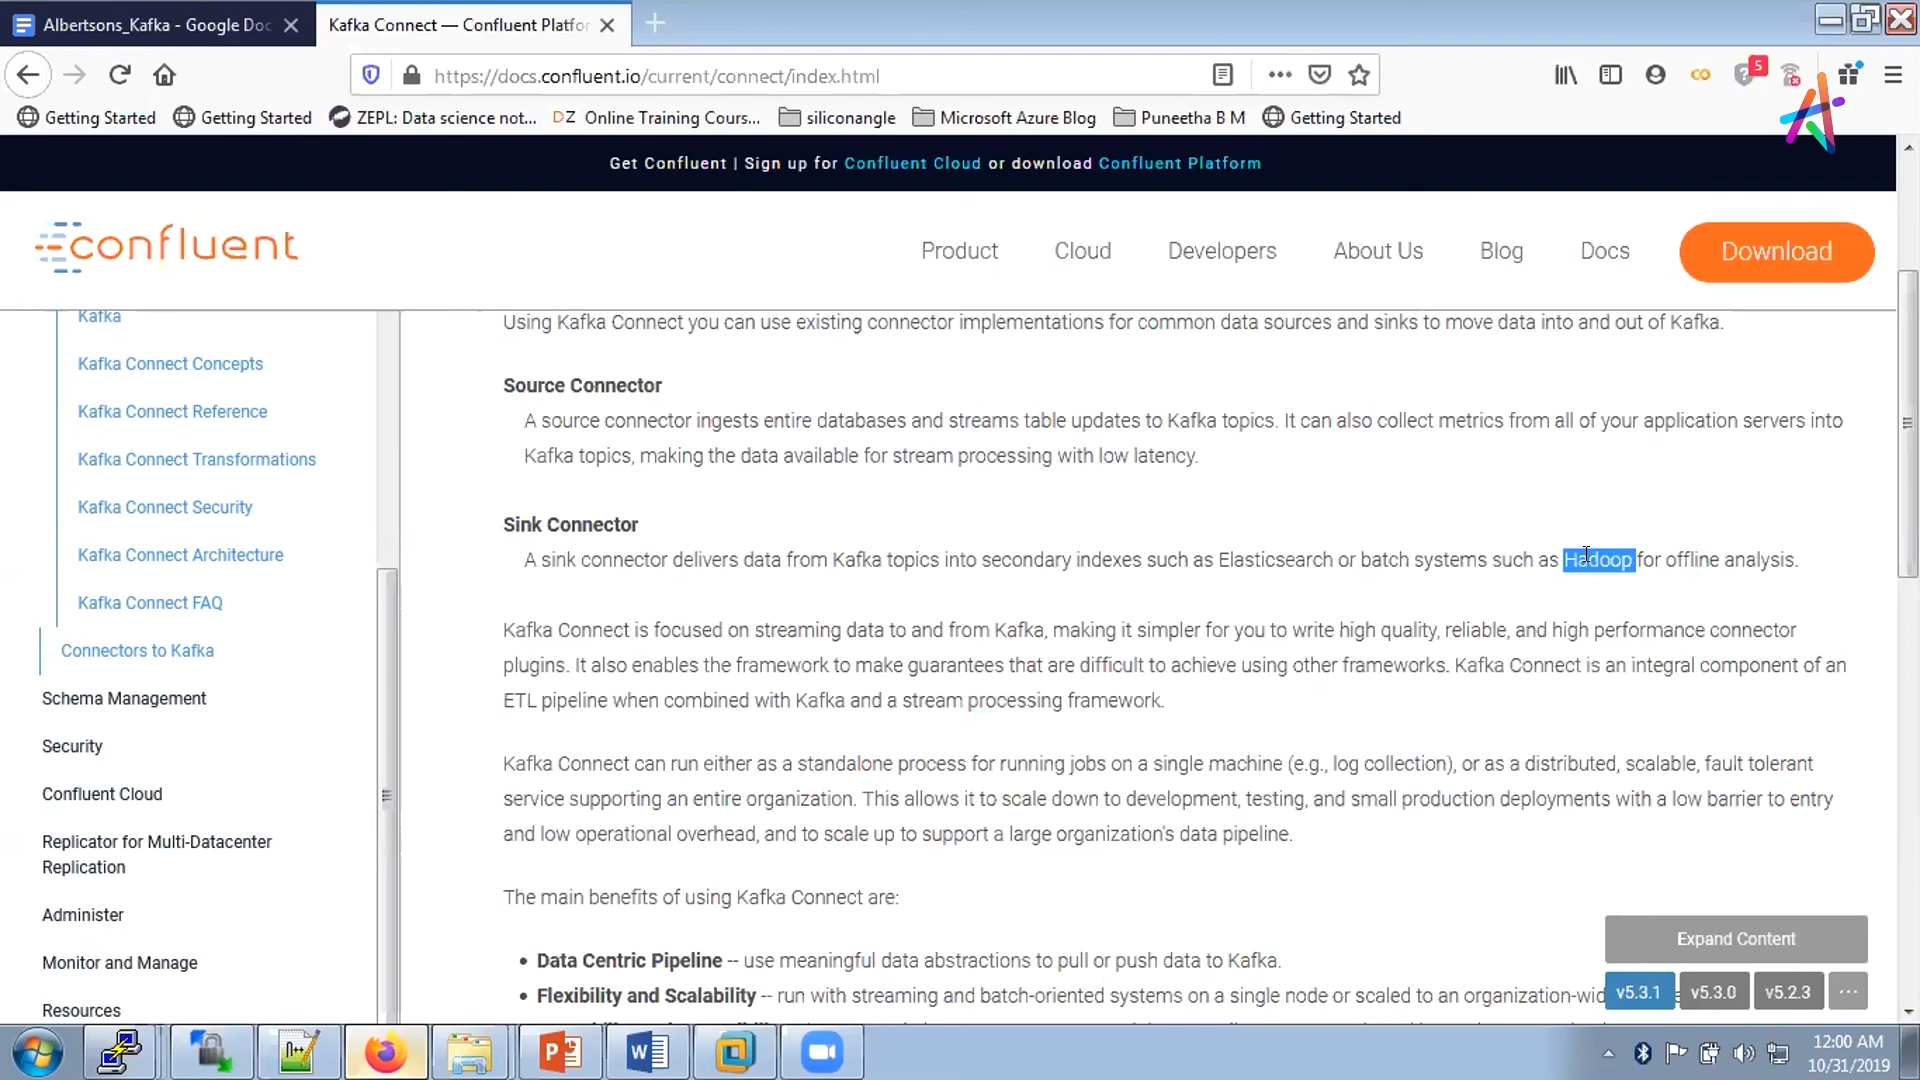 Albertsons_Kafka - Google Doc
Kafka Connect — Confluent Platfor
https://docs.confluent.io/current/connect/index.html
5
Getting Started
Getting Started
ZEPL: Data science not...
DZ Online Training Cours...
siliconangle
Microsoft Azure Blog
Puneetha B M
Getting Started
Get Confluent | Sign up for Confluent Cloud or download Confluent Platform
confluent
Product
Cloud
Developers
About Us
Blog
Docs
Download
Kafka
Kafka Connect Concepts
Kafka Connect Reference
Kafka Connect Transformations
Kafka Connect Security
Kafka Connect Architecture
Kafka Connect FAQ
Connectors to Kafka
Schema Management
Security
Confluent Cloud
Replicator for Multi-Datacenter
Replication
Administer
Monitor and Manage
Resources
Using Kafka Connect you can use existing connector implementations for common data sources and sinks to move data into and out of Kafka.
Source Connector
A source connector ingests entire databases and streams table updates to Kafka topics. It can also collect metrics from all of your application servers into
Kafka topics, making the data available for stream processing with low latency.
Sink Connector
A sink connector delivers data from Kafka topics into secondary indexes such as Elasticsearch or batch systems such as Hadoop for offline analysis.
Kafka Connect is focused on streaming data to and from Kafka, making it simpler for you to write high quality, reliable, and high performance connector
plugins. It also enables the framework to make guarantees that are difficult to achieve using other frameworks. Kafka Connect is an integral component of an
ETL pipeline when combined with Kafka and a stream processing framework.
Kafka Connect can run either as a standalone process for running jobs on a single machine (e.g., log collection), or as a distributed, scalable, fault tolerant
service supporting an entire organization. This allows it to scale down to development, testing, and small production deployments with a low barrier to entry
and low operational overhead, and to scale up to support a large organization's data pipeline.
The main benefits of using Kafka Connect are:
• Data Centric Pipeline -- use meaningful data abstractions to pull or push data to Kafka.
• Flexibility and Scalability -- run with streaming and batch-oriented systems on a single node or scaled to an organization-wid
Expand Content
v5.3.1
v5.3.0
v5.2.3
...
12:00 AM
10/31/2019